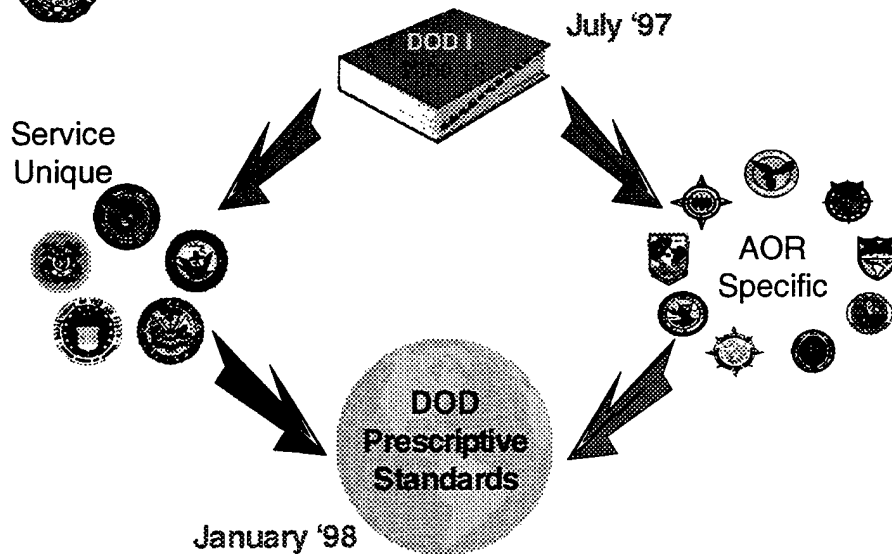 DOD I
July '97
Service
Unique
AOR
Specific
DOD
Prescriptive
Standards
January '98